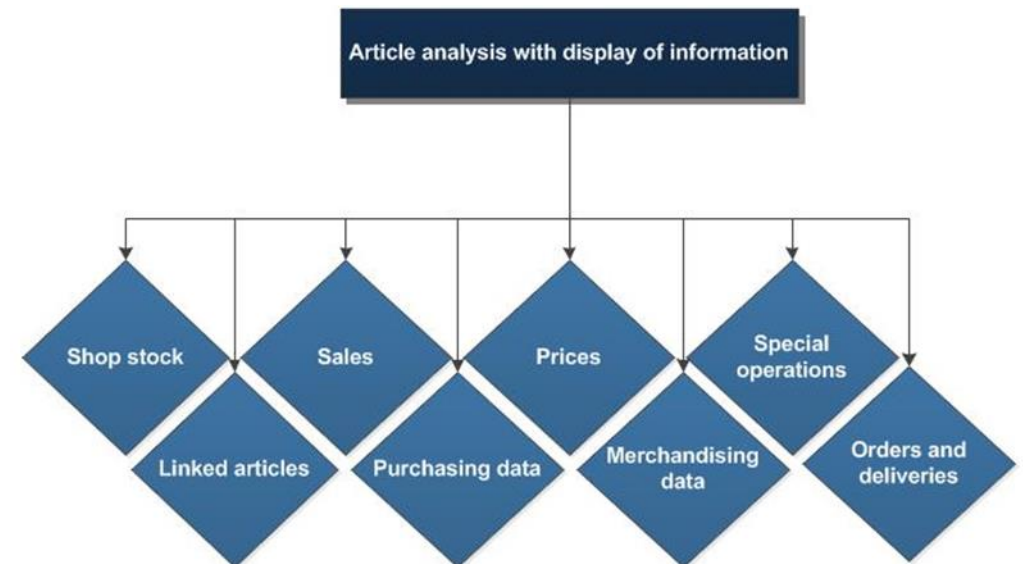 Article analysis with display of information
Shop stock
Sales
Prices
Special
operations
Linked articles
Purchasing data
Merchandising
data
Orders and
deliveries